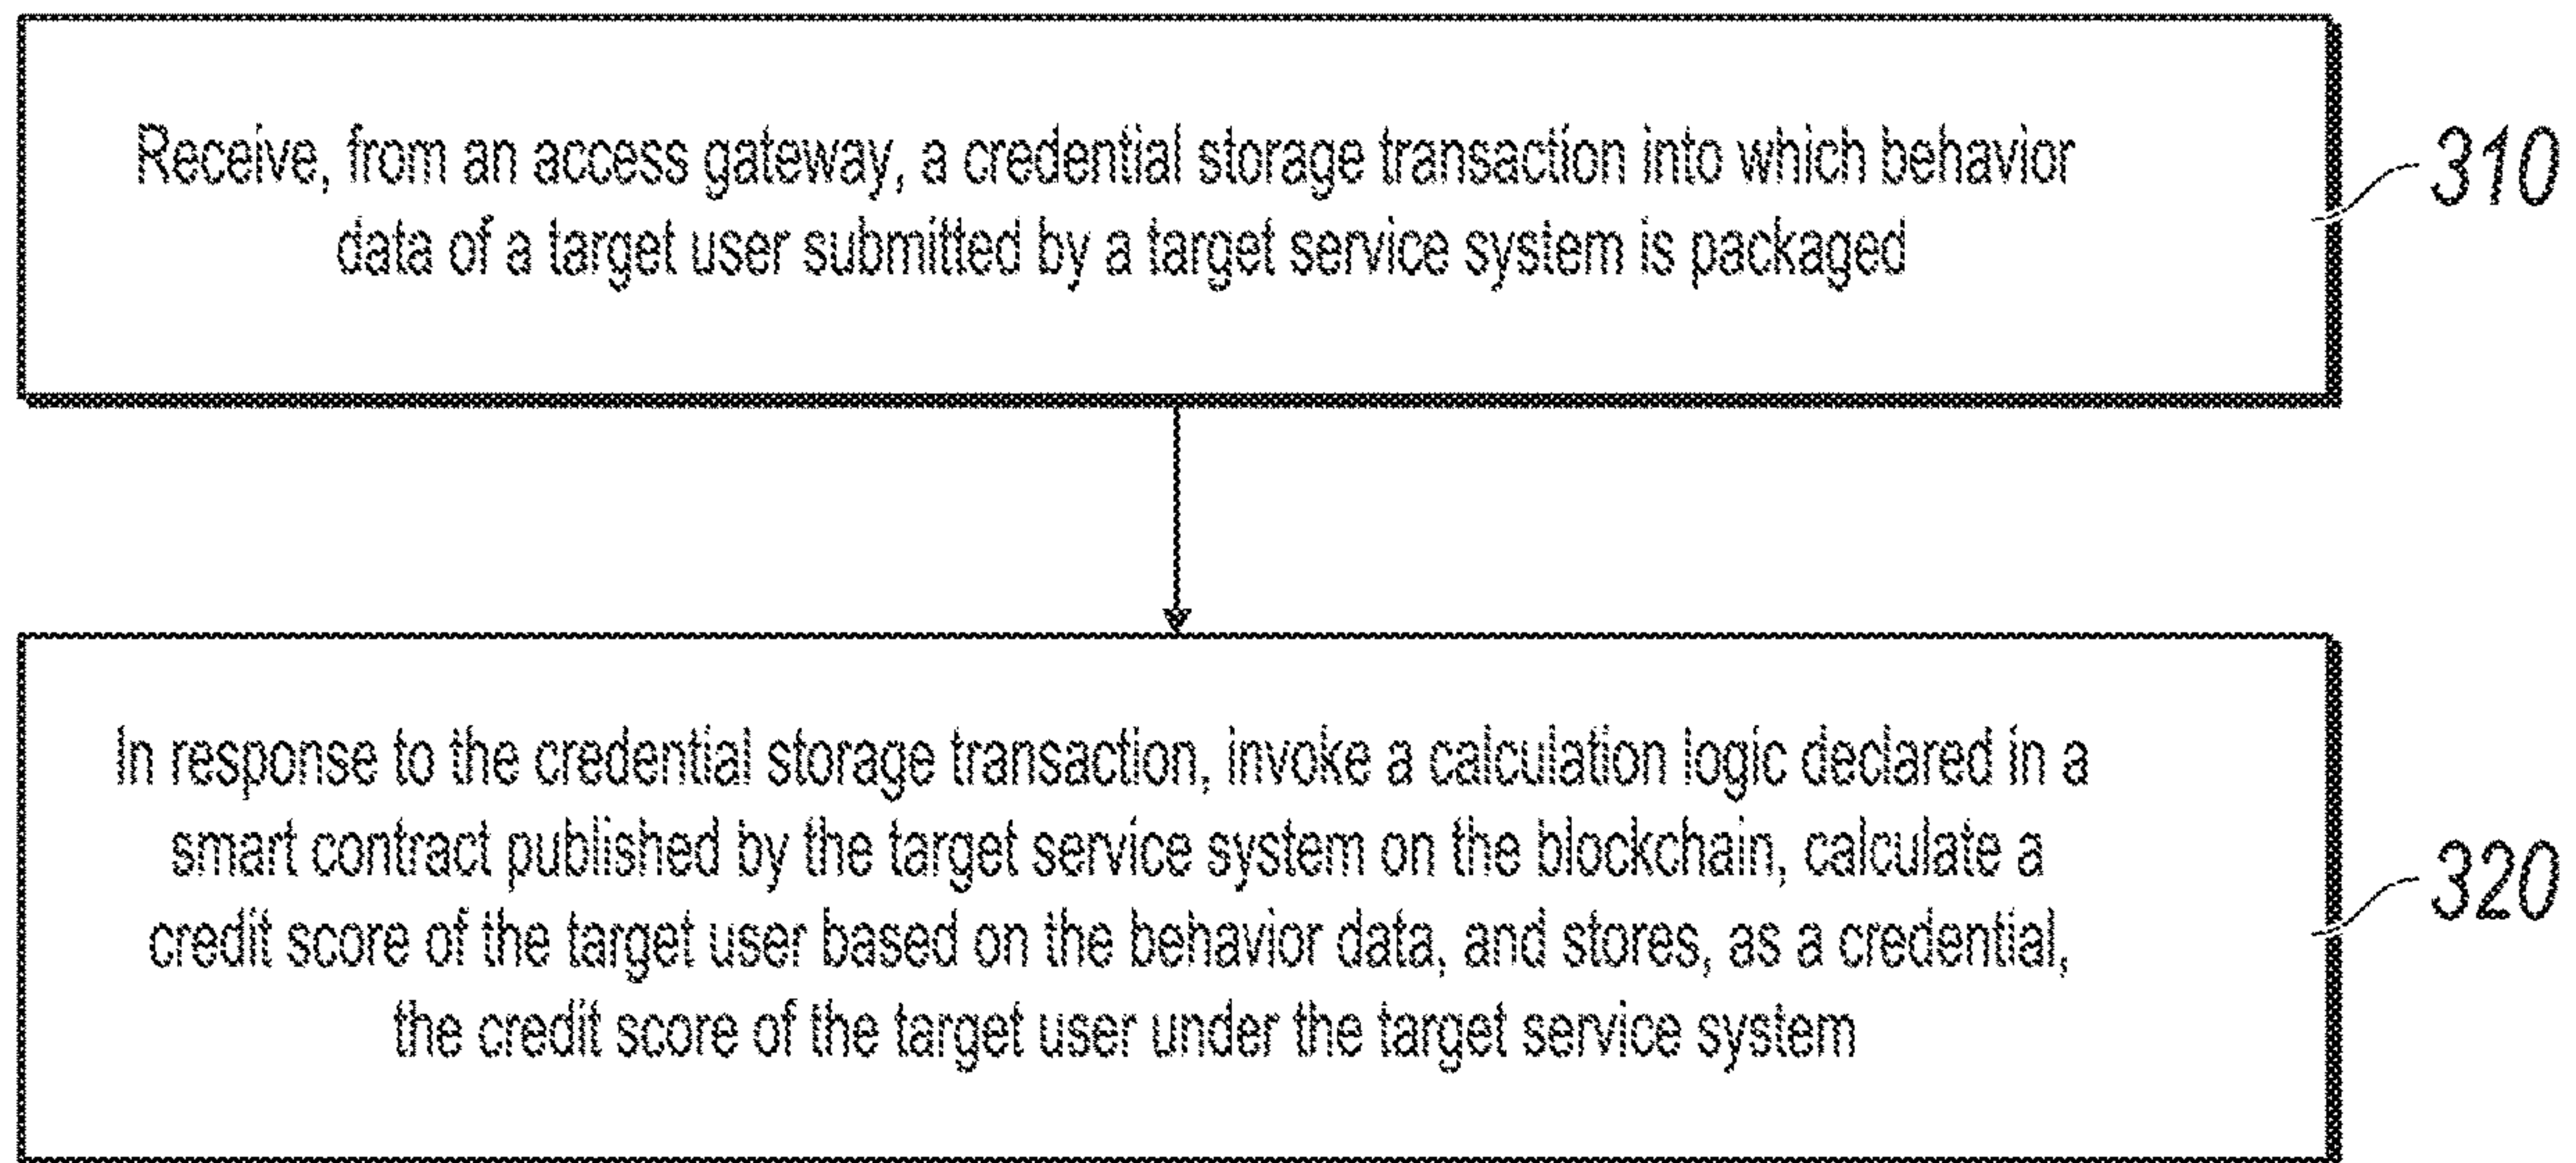 Receive, from an access gateway, a credential storage transaction into which behavior
data of a target user submitted by a target service system is packaged
310
In response to the credential storage transaction, invoke a calculation logic declared in a
smart contract published by the target service system on the blockchain, calculate a
credit score of the target user based on the behavior data, and stores, as a credential,
the credit score of the target user under the target service system
320